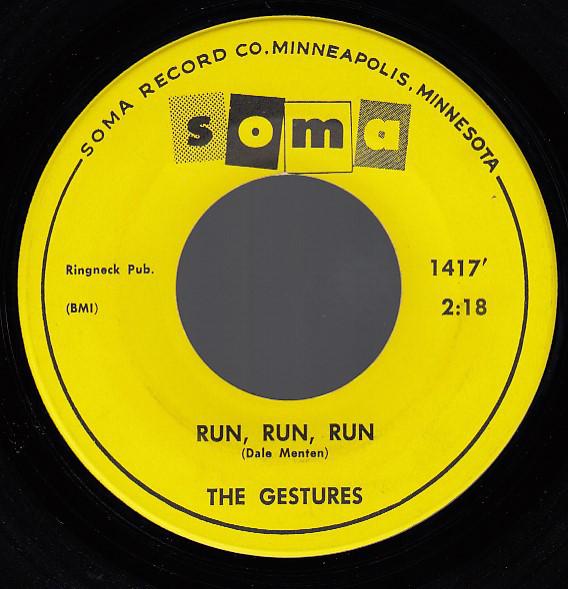 SOMA RECORD CO. MINNEAPOLIS, MINNESOTA
soma
Ringneck Pub.
1417'
(BMI)
2:18
RUN, RUN, RUN
(Dale Menten)
THE GESTURES